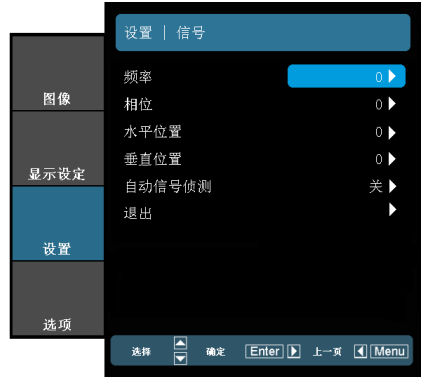 设置 | 信号
图像
显示设定
设置
选项
频率 0
相位 0
水平位置 0
垂直位置 0
自动信号侦测 关
退出
选择 确定 Enter 上一页 Menu